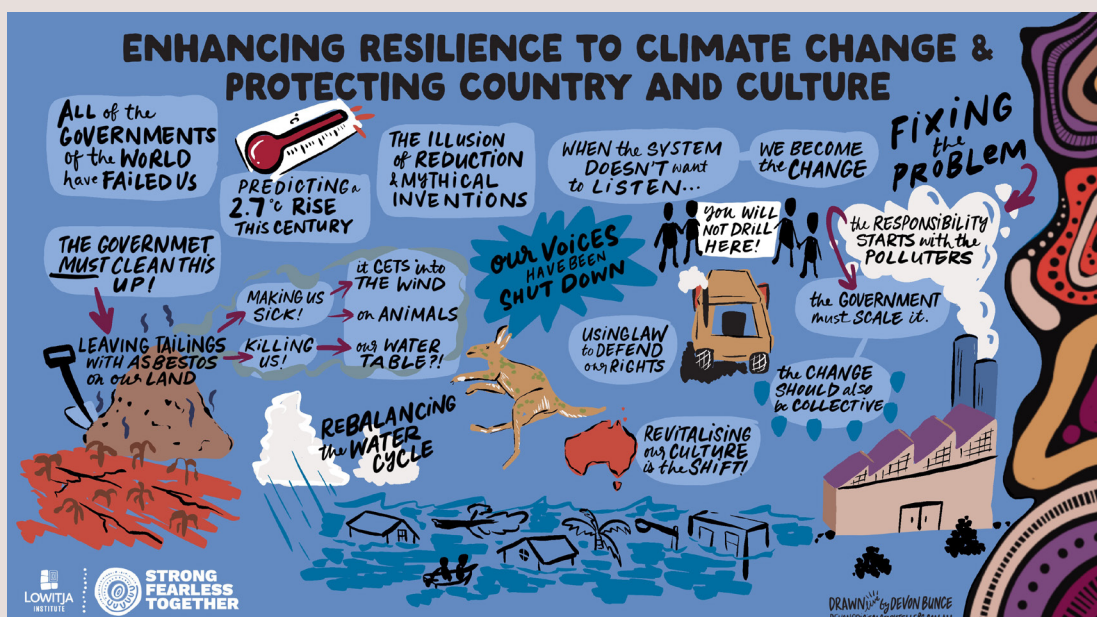 ENHANCING RESILIENCE TO CLIMATE CHANGE &
PROTECTING COUNTRY AND CULTURE
ALL of the
GOVERNMENTS
of the WORLD
have FAILED US
°C
PREDICTING a
2.7°C RISE
THIS CENTURY
THE ILLUSION
of REDUCTION
& MYTHICAL
INVENTIONS
WHEN the SYSTEM
DOESN'T want
to LISTEN...
WE BECOME
the CHANGE
FIXING
the
PROBLEM
the RESPONSIBILITY
STARTS with the
POLLUTERS
the GOVERNMENT
must SCALE it.
the CHANGE
SHOULD also
be COLLECTIVE
YOU WILL
NOT DRILL
HERE!
OUR VOICES
HAVE BEEN
SHUT DOWN
USING LAW
to DEFEND
our RIGHTS
REVITALISING
our CULTURE
is the SHIFT!
THE GOVERNMET
MUST CLEAN THIS
UP!
LEAVING TAILINGS
WITH ASBESTOS
on our LAND
MAKING US
SICK!
KILLING
US!
it GETS into
THE WIND
on ANIMALS
our WATER
TABLE?!
REBALANCING
the WATER
CYCLE
LOWITJA
INSTITUTE
STRONG
FEARLESS
TOGETHER
DRAWN live by DEVON BUNCE